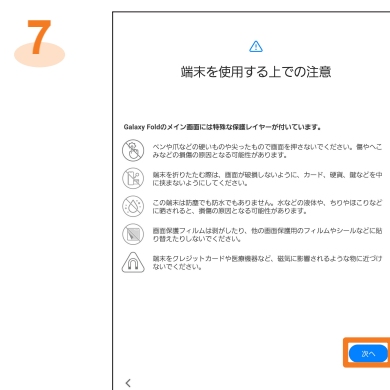 7
端末を使用する上での注意
Galaxy Foldのメイン画面には特殊な保護レイヤーが付いています。
ペンや爪などの硬いものや尖ったもので画面を押さないでください。傷やへこ
みなどの損傷の原因となる可能性があります。
端末を折りたたむ際は、画面が破損しないように、カード、硬貨、鍵などを中
に挟まないようにしてください。
この端末は防塵でも防水でもありません。水などの液体や、ちりやほこりなど
に晒されると、損傷の原因となる可能性があります。
画面保護フィルムは剥がしたり、他の画面保護用のフィルムやシールなどに貼
り替えたりしないでください。
端末をクレジットカードや医療機器など、磁気に影響されるような物に近づけ
ないでください。
次へ